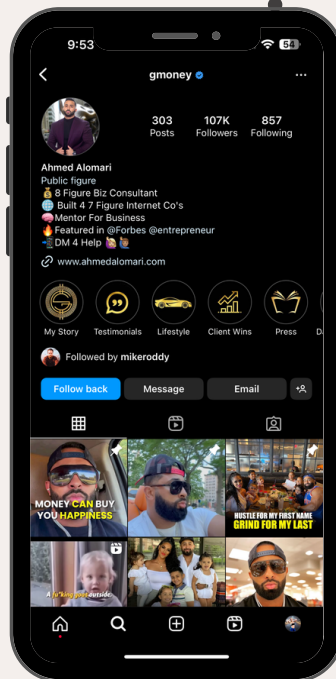 9:53
54
gmoney
303
Posts
107K
Followers
857
Following
Ahmed Alomari
Public figure
💰8 Figure Biz Consultant
🌐 Built 4 7 Figure Internet Co's
🧠Mentor For Business
🔥Featured in @Forbes @entrepreneur
📲DM 4 Help 🙋🏽 🙋🏽‍♂️
www.ahmedalomari.com
My Story
Testimonials
Lifestyle
Client Wins
Press
Followed by mikeroddy
Follow back
Message
Email
MONEY CAN BUY
YOU HAPPINESS
HUSTLE FOR MY FIRST NAME
GRIND FOR MY LAST
A fu*king goes outside